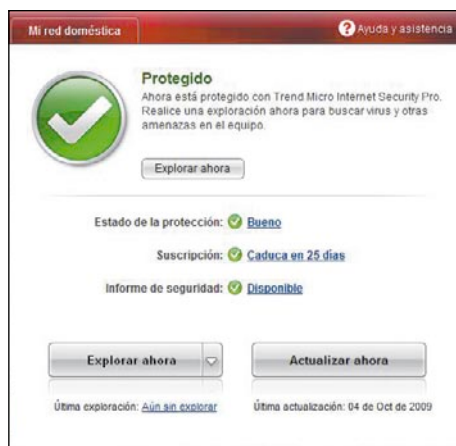 Mi red doméstica
? Ayuda y asistencia
Protegido
Ahora está protegido con Trend Micro Internet Security Pro.
Realice una exploración ahora para buscar virus y otras
amenazas en el equipo.
Explorar ahora
Estado de la protección: Bueno
Suscripción: Caduca en 25 días
Informe de seguridad: Disponible
Explorar ahora
Actualizar ahora
Última exploración: Aún sin explorar
Última actualización: 04 de Oct de 2009